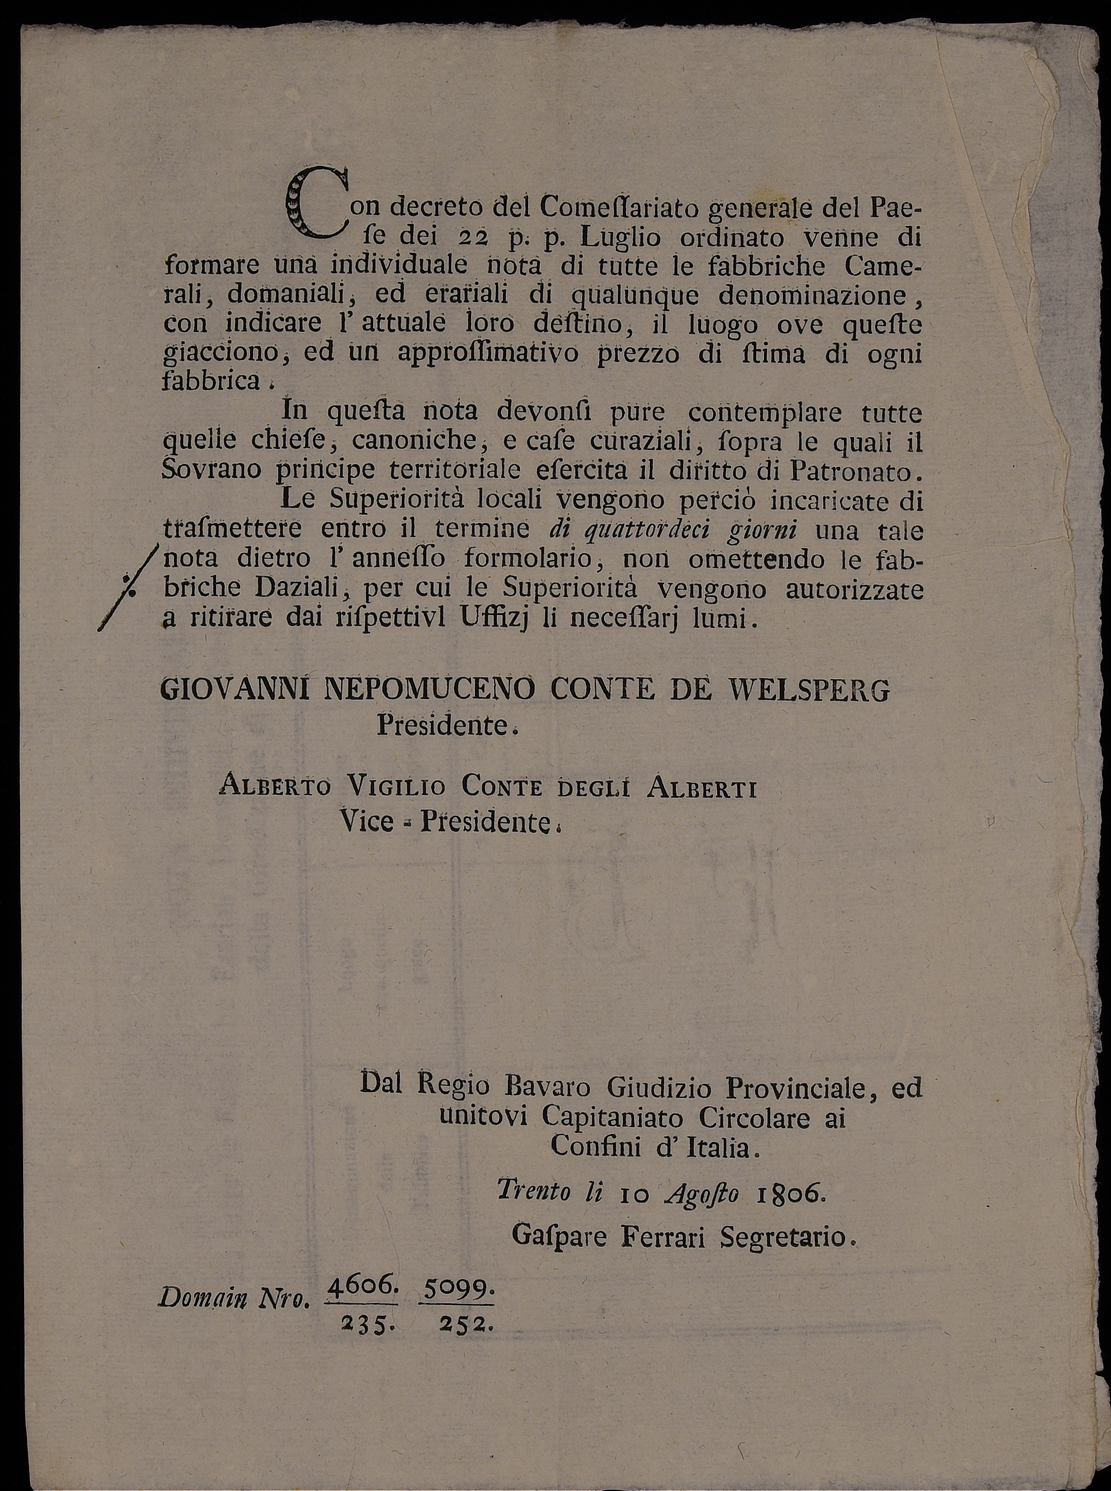 Con decreto del Comeſſariato generale del Pae-
ſe dei 22 p. p. Luglio ordinato venne di
formare una individuale nota di tutte le fabbriche Came-
rali, domaniali, ed erariali di qualunque denominazione,
con indicare l' attuale loro deſtino, il luogo ove queſte
giacciono, ed un approſſimativo prezzo di ſtima di ogni
fabbrica.
In queſta nota devonſi pure contemplare tutte
quelle chieſe, canoniche, e caſe curaziali, ſopra le quali il
Sovrano principe territoriale eſercita il diritto di Patronato.
Le Superiorità locali vengono perciò incaricate di
traſmettere entro il termine di quattordeci giorni una tale
nota dietro l' anneſſo formolario, non omettendo le fab-
briche Daziali, per cui le Superiorità vengono autorizzate
a ritirare dai riſpettivl Uffizj li neceſſarj lumi.
GIOVANNI NEPOMUCENO CONTE DE WELSPERG
Presidente.
ALBERTO VIGILIO CONTE DEGLI ALBERTI
Vice - Presidente.
Dal Regio Bavaro Giudizio Provinciale, ed
unitovi Capitaniato Circolare ai
Confini d' Italia.
Trento li 10 Agoſto 1806.
Gaſpare Ferrari Segretario.
Domain Nro. 4606. 5099.
235. 252.